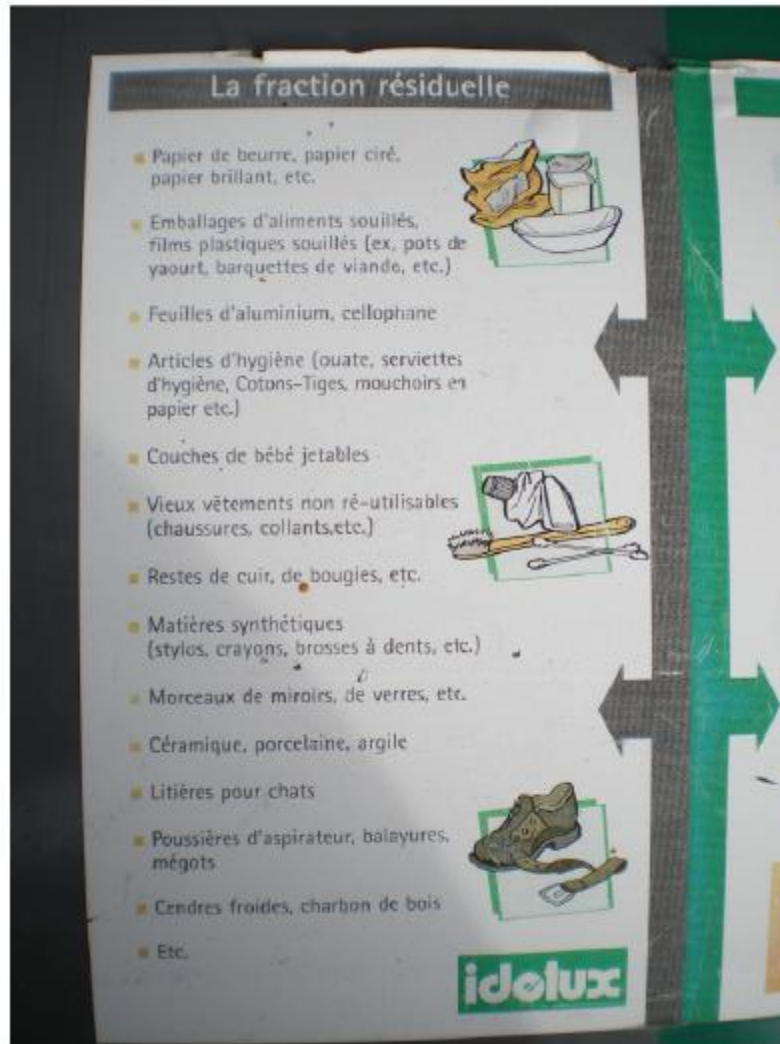 La fraction résiduelle
Papier de beurre, papier ciré,
papier brillant, etc.
Emballages d'aliments souillés,
films plastiques souillés (ex, pots de
yaourt, barquettes de viande, etc.)
Feuilles d'aluminium, cellophane
Articles d'hygiène (ouate, serviettes
d'hygiène, Cotons-Tiges, mouchoirs en
papier etc.)
Couches de bébé jetables
Vieux vêtements non ré-utilisables
(chaussures, collants,etc.)
Restes de cuir, de bougies, etc.
Matières synthétiques
(stylos, crayons, brosses à dents, etc.)
Morceaux de miroirs, de verres, etc.
Céramique, porcelaine, argile
Litières pour chats
Poussières d'aspirateur, balayures,
mégots
Cendres froides, charbon de bois
Etc.
idelux